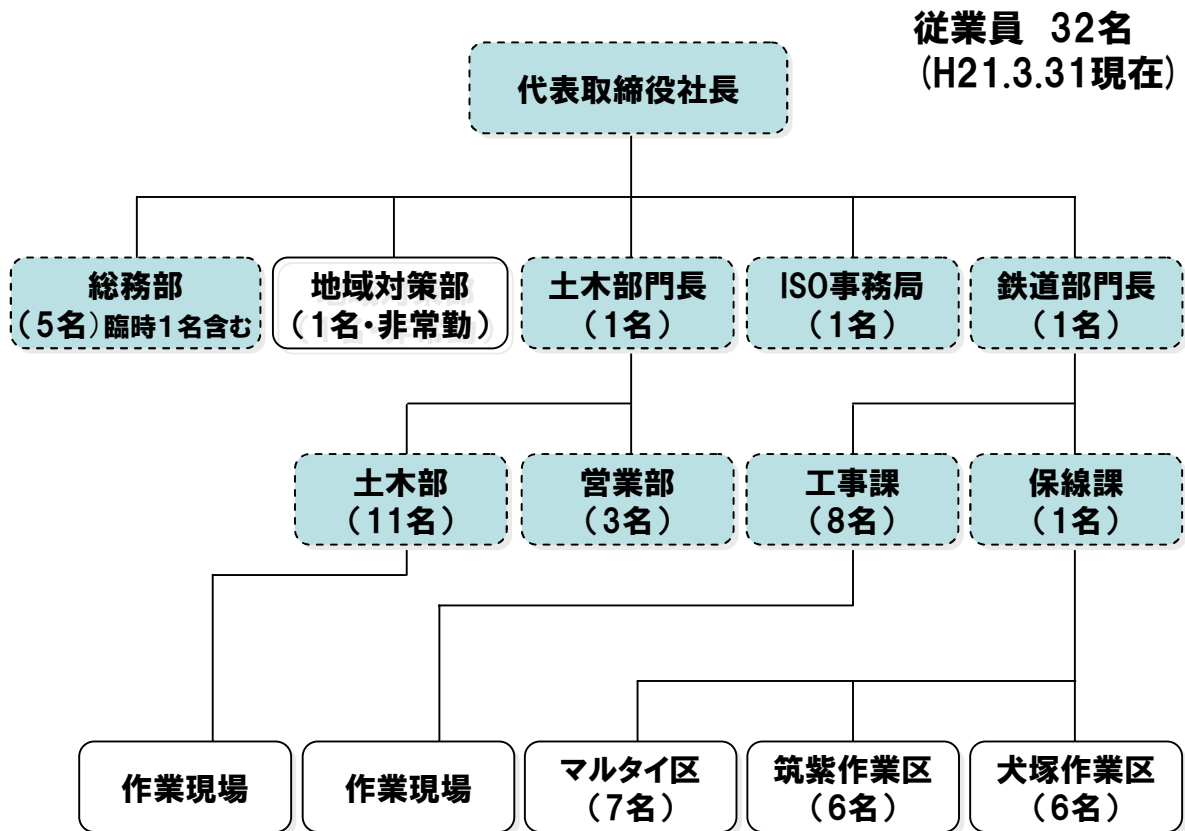 従業員 32名
(H21.3.31現在)
代表取締役社長
総務部
（5名）臨時１名含む
地域対策部
（1名・非常勤）
土木部門長
（1名）
ISO事務局
（1名）
鉄道部門長
（1名）
土木部
（11名）
営業部
（3名）
工事課
（8名）
保線課
（1名）
作業現場
作業現場
マルタイ区
（7名）
筑紫作業区
（6名）
犬塚作業区
（6名）